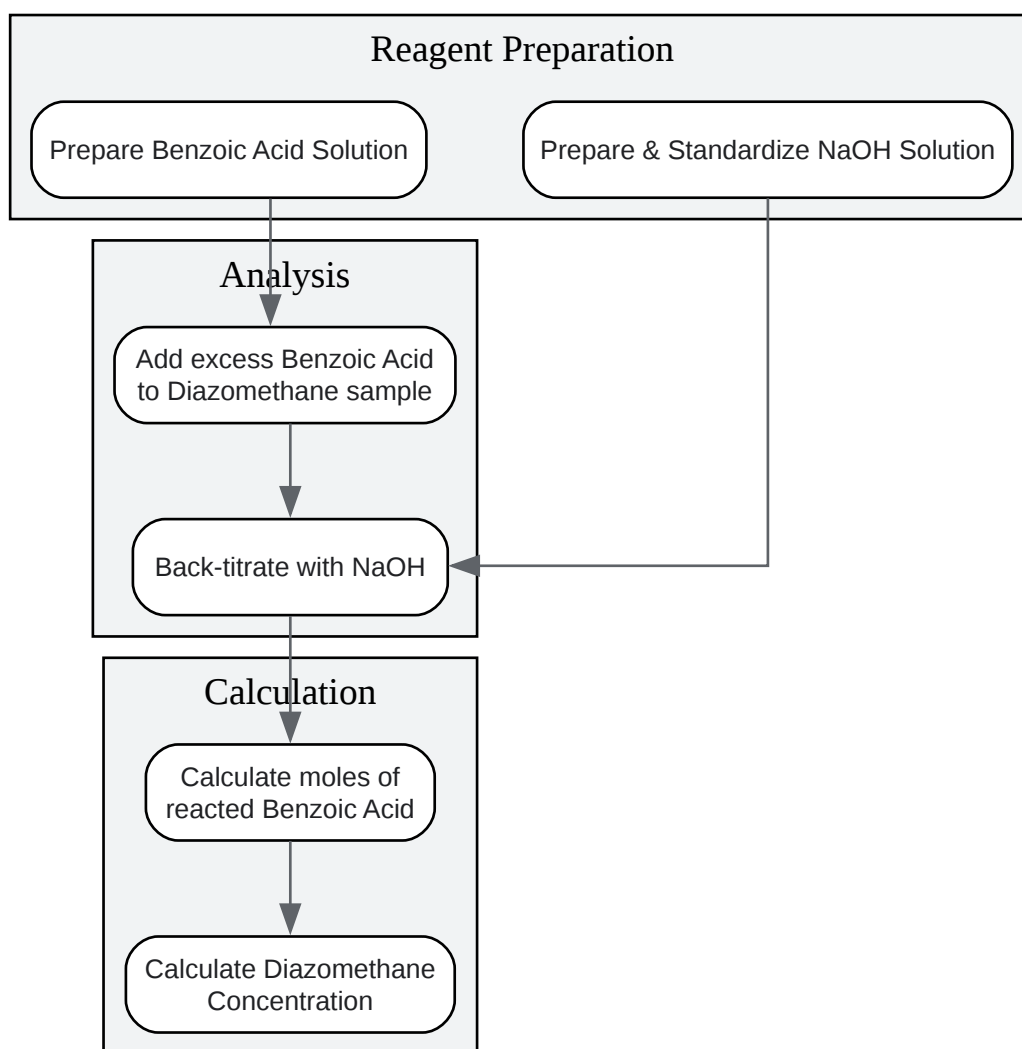 Reagent Preparation
Prepare Benzoic Acid Solution
Prepare & Standardize NaOH Solution
Analysis
Add excess Benzoic Acid
to Diazomethane sample
Back-titrate with NaOH
Calculation
Calculate moles of
reacted Benzoic Acid
Calculate Diazomethane
Concentration